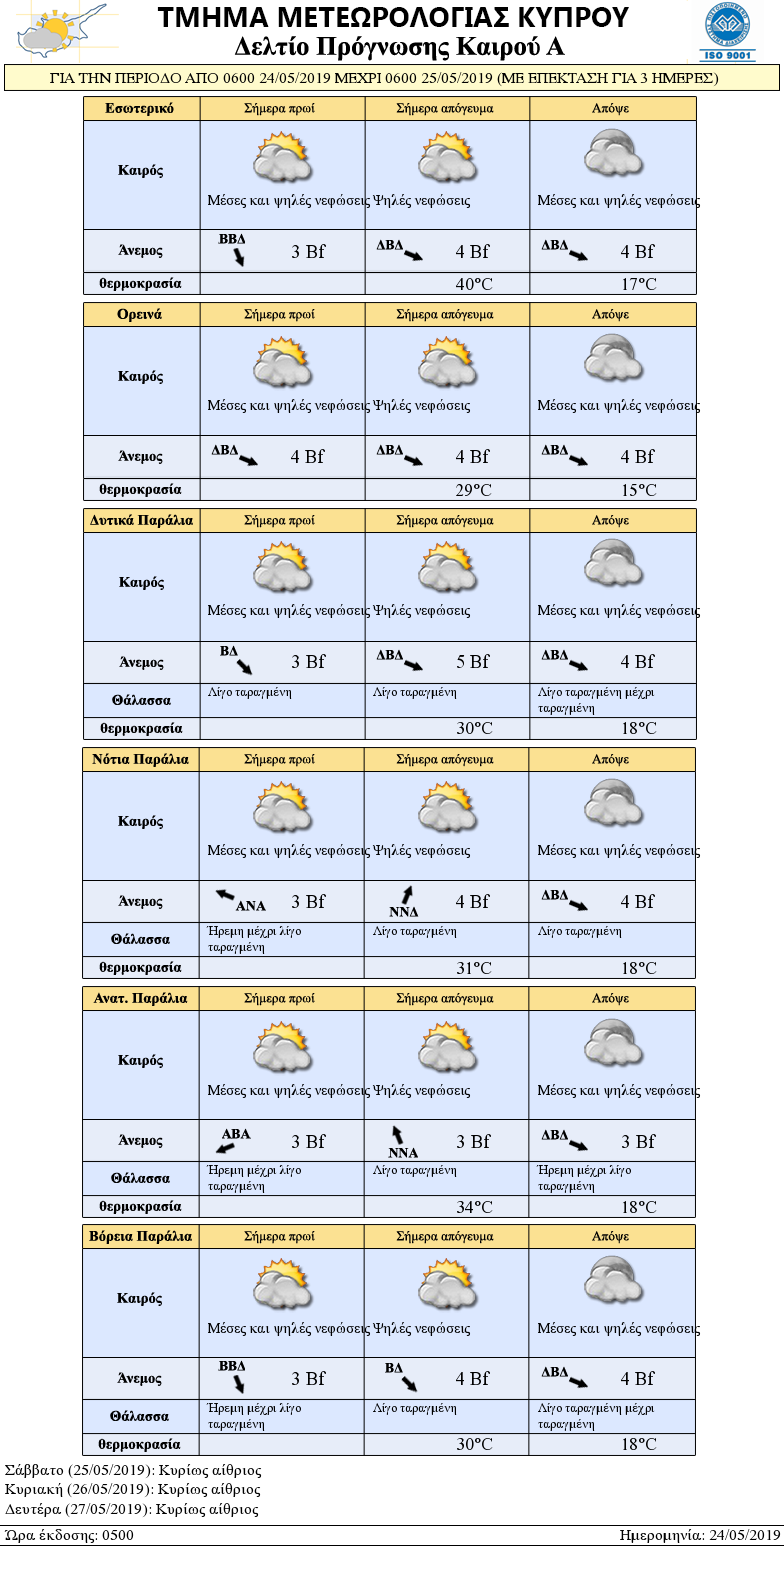 ΤΜΗΜΑ ΜΕΤΕΩΡΟΛΟΓΙΑΣ ΚΥΠΡΟΥ
Δελτίο Πρόγνωσης Καιρού Α
ISO 9001
ΓΙΑ ΤΗΝ ΠΕΡΙΟΔΟ ΑΠΟ 0600 24/05/2019 ΜΕΧΡΙ 0600 25/05/2019 (ΜΕ ΕΠΕΚΤΑΣΗ ΓΙΑ 3 ΗΜΕΡΕΣ)
Εσωτερικό Σήμερα πρωί Σήμερα απόγευμα Απόψε
Καιρός
Μέσες και ψηλές νεφώσεις Ψηλές νεφώσεις Μέσες και ψηλές νεφώσεις
Άνεμος ΒΒΔ 3 Bf ΔΒΔ 4 Bf ΔΒΔ 4 Bf
θερμοκρασία 40°C 17°C
Ορεινά Σήμερα πρωί Σήμερα απόγευμα Απόψε
Καιρός
Μέσες και ψηλές νεφώσεις Ψηλές νεφώσεις Μέσες και ψηλές νεφώσεις
Άνεμος ΔΒΔ 4 Bf ΔΒΔ 4 Bf ΔΒΔ 4 Bf
θερμοκρασία 29°C 15°C
Δυτικά Παράλια Σήμερα πρωί Σήμερα απόγευμα Απόψε
Καιρός
Μέσες και ψηλές νεφώσεις Ψηλές νεφώσεις Μέσες και ψηλές νεφώσεις
Άνεμος ΒΔ 3 Bf ΔΒΔ 5 Bf ΔΒΔ 4 Bf
Θάλασσα Λίγο ταραγμένη Λίγο ταραγμένη Λίγο ταραγμένη μέχρι
ταραγμένη
θερμοκρασία 30°C 18°C
Νότια Παράλια Σήμερα πρωί Σήμερα απόγευμα Απόψε
Καιρός
Μέσες και ψηλές νεφώσεις Ψηλές νεφώσεις Μέσες και ψηλές νεφώσεις
Άνεμος ΑΝΑ 3 Bf ΝΝΔ 4 Bf ΔΒΔ 4 Bf
Θάλασσα Ήρεμη μέχρι λίγο Λίγο ταραγμένη Λίγο ταραγμένη
ταραγμένη
θερμοκρασία 31°C 18°C
Ανατ. Παράλια Σήμερα πρωί Σήμερα απόγευμα Απόψε
Καιρός
Μέσες και ψηλές νεφώσεις Ψηλές νεφώσεις Μέσες και ψηλές νεφώσεις
Άνεμος ΑΒΑ 3 Bf ΝΝΑ 3 Bf ΔΒΔ 3 Bf
Θάλασσα Ήρεμη μέχρι λίγο Λίγο ταραγμένη Ήρεμη μέχρι λίγο
ταραγμένη ταραγμένη
θερμοκρασία 34°C 18°C
Βόρεια Παράλια Σήμερα πρωί Σήμερα απόγευμα Απόψε
Καιρός
Μέσες και ψηλές νεφώσεις Ψηλές νεφώσεις Μέσες και ψηλές νεφώσεις
Άνεμος ΒΒΔ 3 Bf ΒΔ 4 Bf ΔΒΔ 4 Bf
Θάλασσα Ήρεμη μέχρι λίγο Λίγο ταραγμένη Λίγο ταραγμένη μέχρι
ταραγμένη ταραγμένη
θερμοκρασία 30°C 18°C
Σάββατο (25/05/2019): Κυρίως αίθριος
Κυριακή (26/05/2019): Κυρίως αίθριος
Δευτέρα (27/05/2019): Κυρίως αίθριος
Ώρα έκδοσης: 0500 Ημερομηνία: 24/05/2019